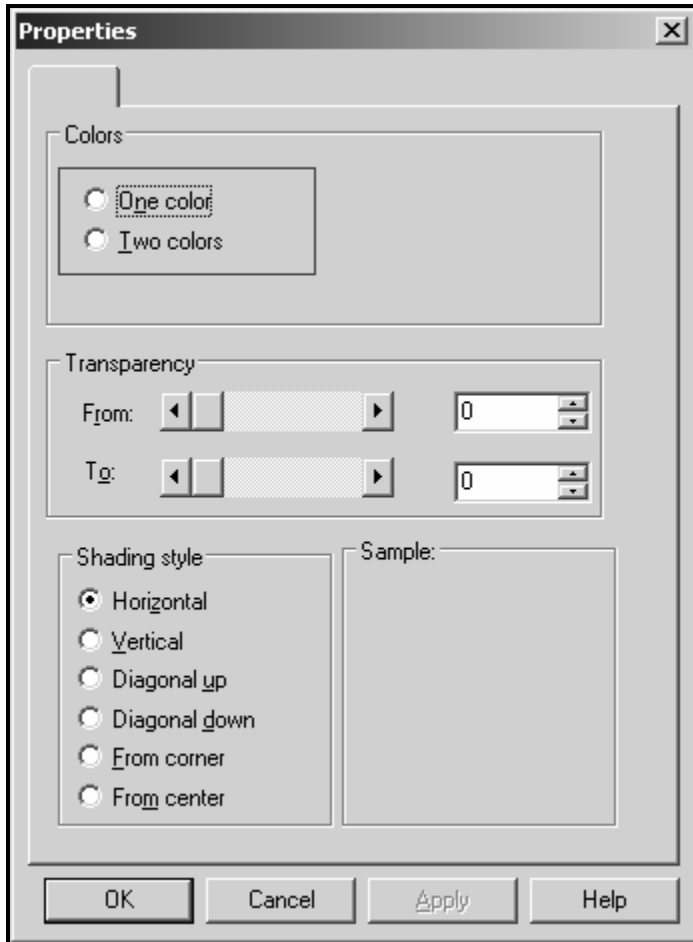 Properties
Colors
One color
Two colors
Transparency
From: 0
To: 0
Shading style
Horizontal
Vertical
Diagonal up
Diagonal down
From corner
From center
Sample:
OK Cancel Apply Help